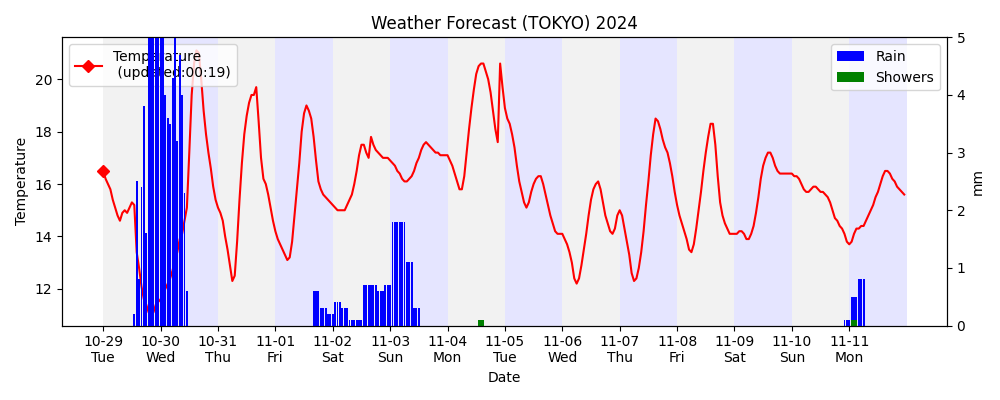 Weather Forecast (TOKYO) 2024
Temperature
(updated:00:19)
Rain
Showers
Temperature
20
18
16
14
12
5
4
3
2
1
0
mm
10-29 10-30 10-31 11-01 11-02 11-03 11-04 11-05 11-06 11-07 11-08 11-09 11-10 11-11
Tue Wed Thu Fri Sat Sun Mon Tue Wed Thu Fri Sat Sun Mon
Date